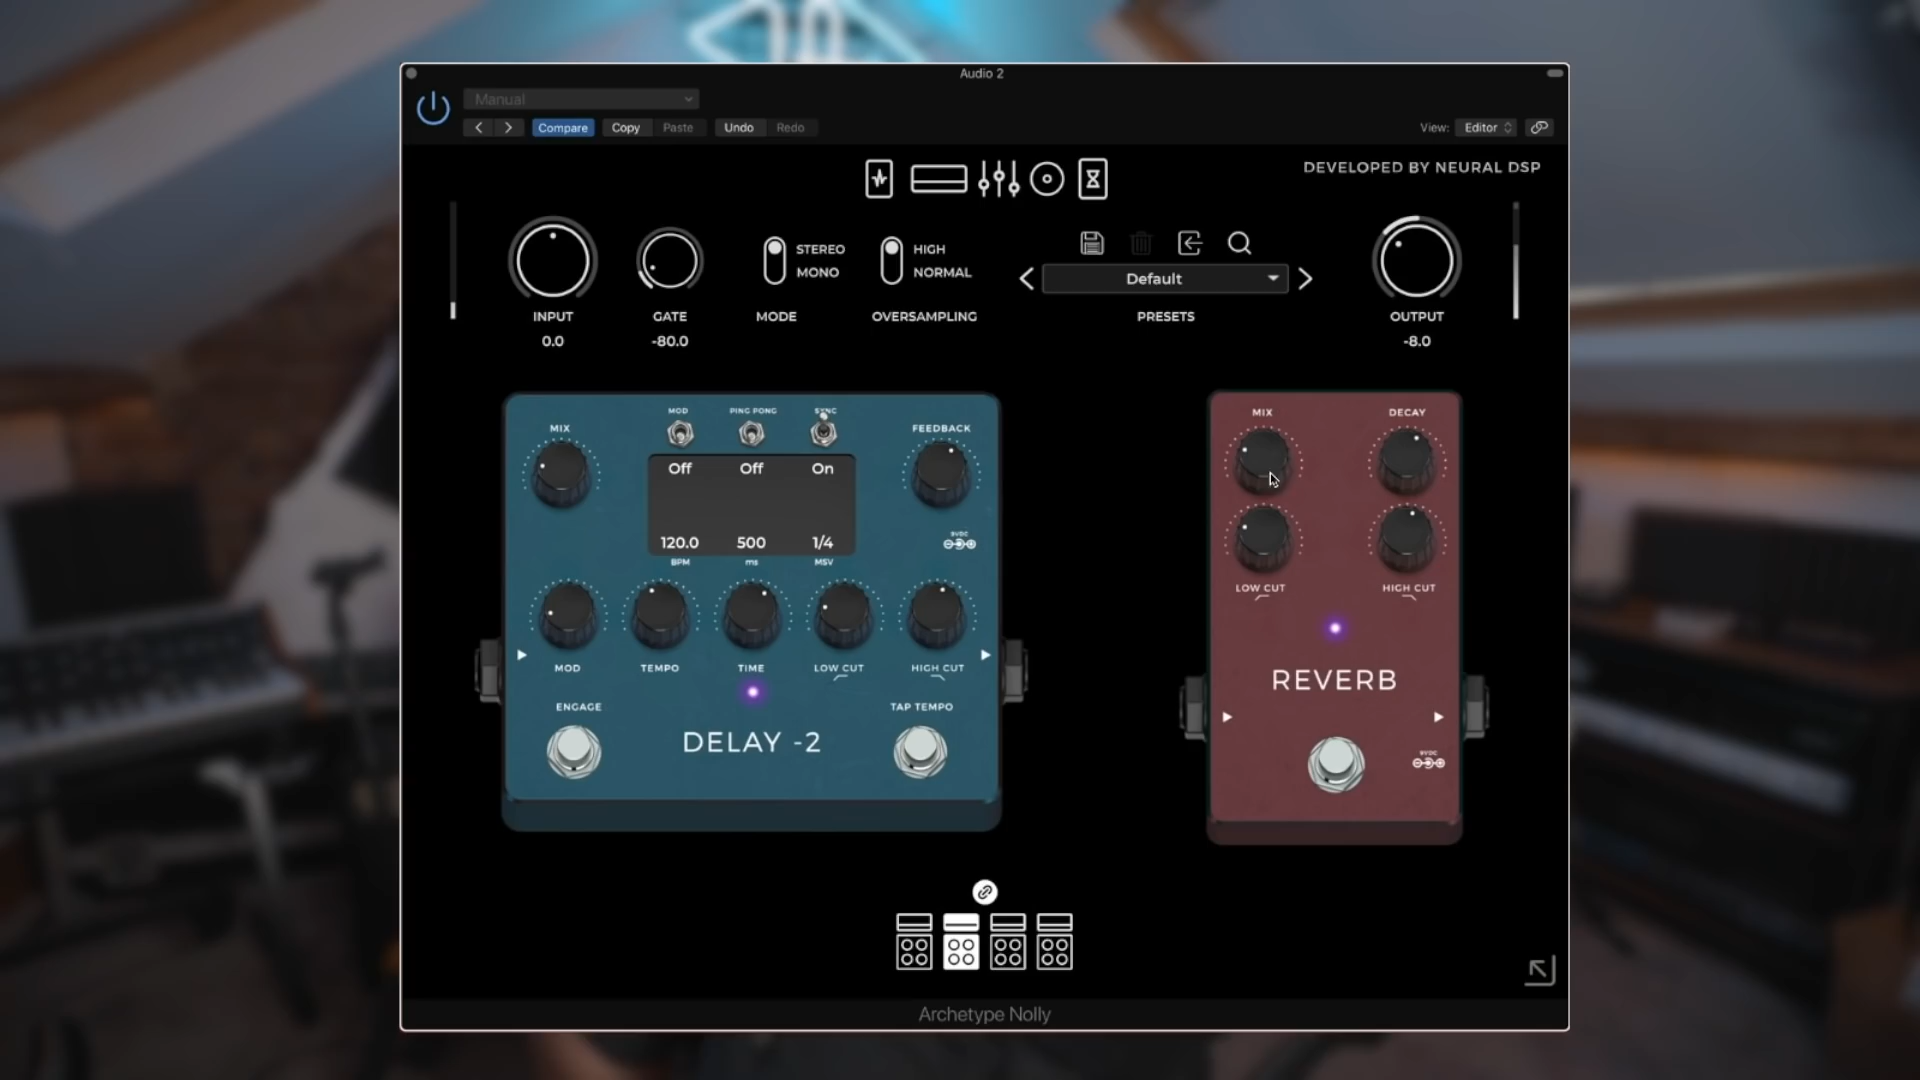 Audio 2
Manual
Compare Copy Paste Undo Redo
View: Editor
DEVELOPED BY NEURAL DSP
STEREO
MONO
HIGH
NORMAL
Default
INPUT GATE MODE OVERSAMPLING PRESETS OUTPUT
0.0 -80.0 -8.0
MOD PING PONG SYNC
MIX FEEDBACK
Off Off On
120.0 500 1/4
BPM ms MSV
9VDC
MOD TEMPO TIME LOW CUT HIGH CUT
ENGAGE TAP TEMPO
DELAY -2
MIX DECAY
LOW CUT HIGH CUT
REVERB
9VDC
Archetype Nolly